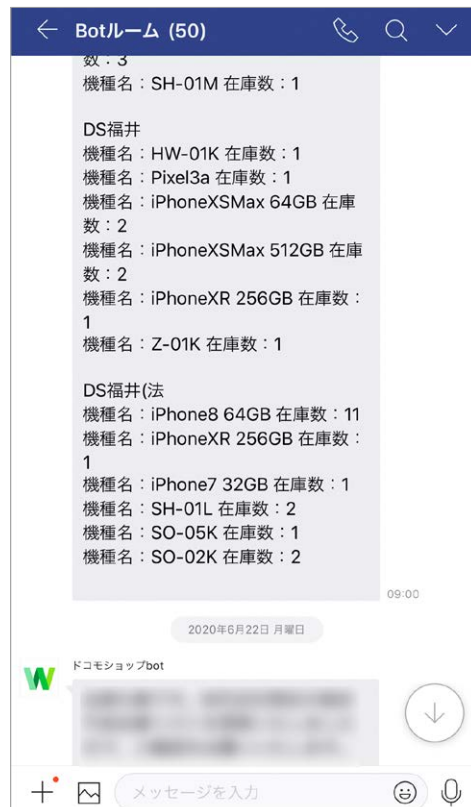 Botルーム (50)
数：3
機種名：SH-01M 在庫数：1
DS福井
機種名：HW-01K 在庫数：1
機種名：Pixel3a 在庫数：1
機種名：iPhoneXSMax 64GB 在庫
数：2
機種名：iPhoneXSMax 512GB 在庫
数：2
機種名：iPhoneXR 256GB 在庫数：
1
機種名：Z-01K 在庫数：1
DS福井(法
機種名：iPhone8 64GB 在庫数：11
機種名：iPhoneXR 256GB 在庫数：
1
機種名：iPhone7 32GB 在庫数：1
機種名：SH-01L 在庫数：2
機種名：SO-05K 在庫数：1
機種名：SO-02K 在庫数：2
09:00
2020年6月22日 月曜日
ドコモショップbot
メッセージを入力